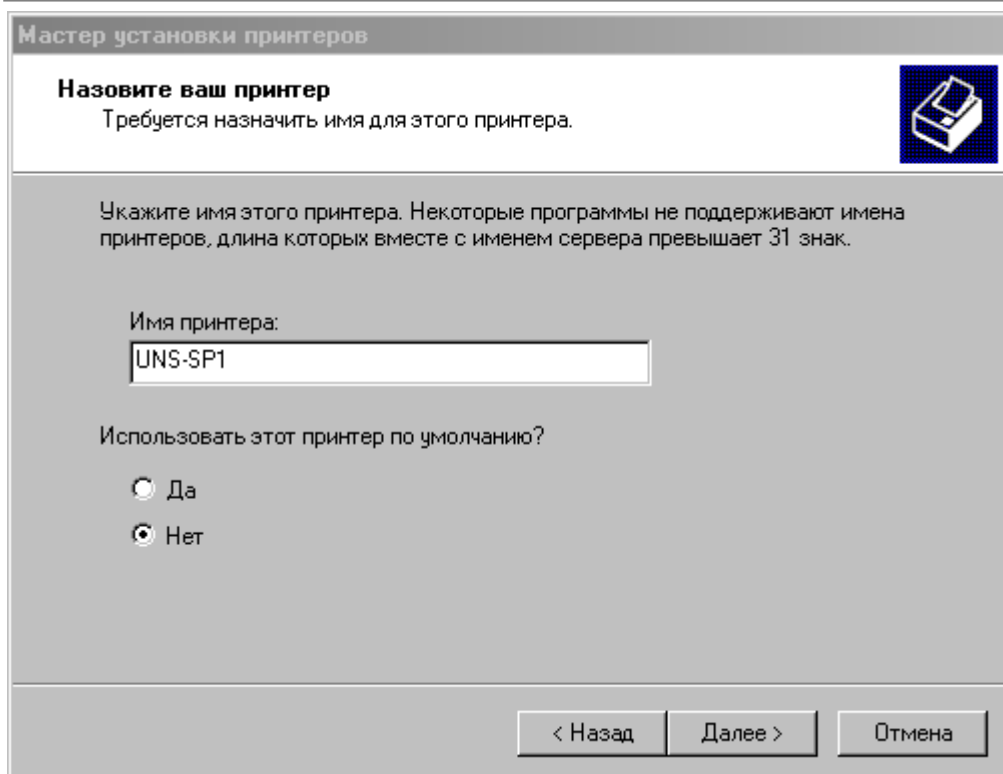 Мастер установки принтеров
Назовите ваш принтер
Требуется назначить имя для этого принтера.
Укажите имя этого принтера. Некоторые программы не поддерживают имена
принтеров, длина которых вместе с именем сервера превышает 31 знак.
Имя принтера:
UNS-SP1
Использовать этот принтер по умолчанию?
Да
Нет
< Назад Далее > Отмена